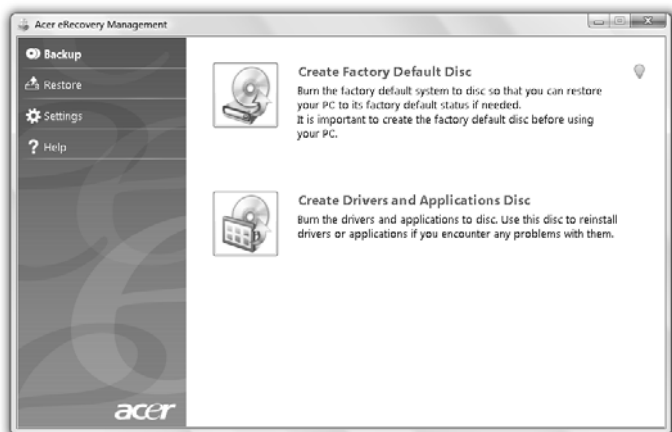 Acer eRecovery Management
Backup
Restore
Settings
Help
Create Factory Default Disc
Burn the factory default system to disc so that you can restore
your PC to its factory default status if needed.
It is important to create the factory default disc before using
your PC.
Create Drivers and Applications Disc
Burn the drivers and applications to disc. Use this disc to reinstall
drivers or applications if you encounter any problems with them.
acer